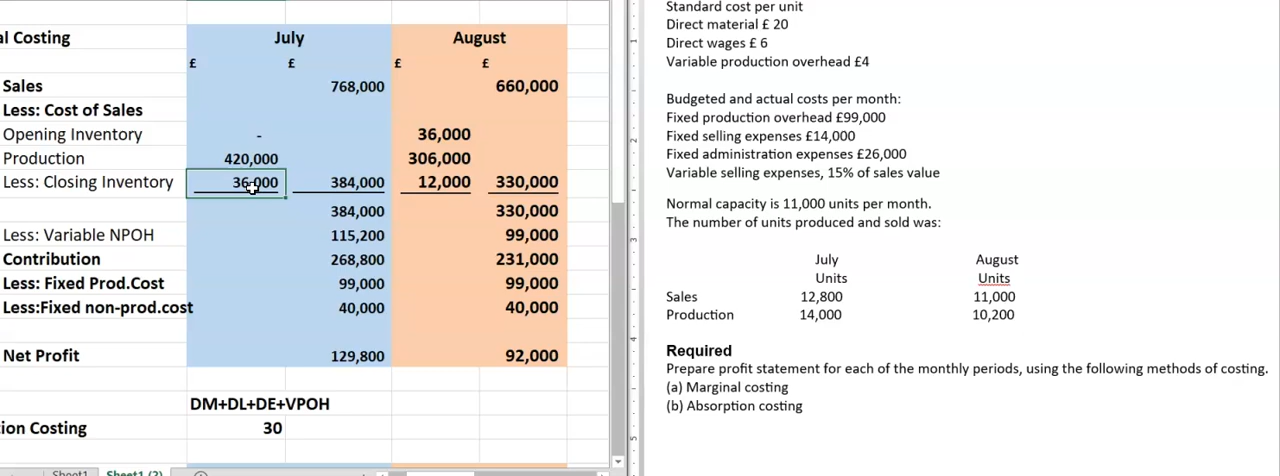 al Costing July August
£ £ £ £
Sales 768,000 660,000
Less: Cost of Sales
Opening Inventory - 36,000
Production 420,000 306,000
Less: Closing Inventory 36,000 384,000 12,000 330,000
384,000 330,000
Less: Variable NPOH 115,200 99,000
Contribution 268,800 231,000
Less: Fixed Prod.Cost 99,000 99,000
Less:Fixed non-prod.cost 40,000 40,000
Net Profit 129,800 92,000
DM+DL+DE+VPOH
ion Costing 30
Sheet1 Sheet1 (2)
Standard cost per unit
Direct material £ 20
Direct wages £ 6
Variable production overhead £4
Budgeted and actual costs per month:
Fixed production overhead £99,000
Fixed selling expenses £14,000
Fixed administration expenses £26,000
Variable selling expenses, 15% of sales value
Normal capacity is 11,000 units per month.
The number of units produced and sold was:
July August
Units Units
Sales 12,800 11,000
Production 14,000 10,200
Required
Prepare profit statement for each of the monthly periods, using the following methods of costing.
(a) Marginal costing
(b) Absorption costing
1
2
3
4
5